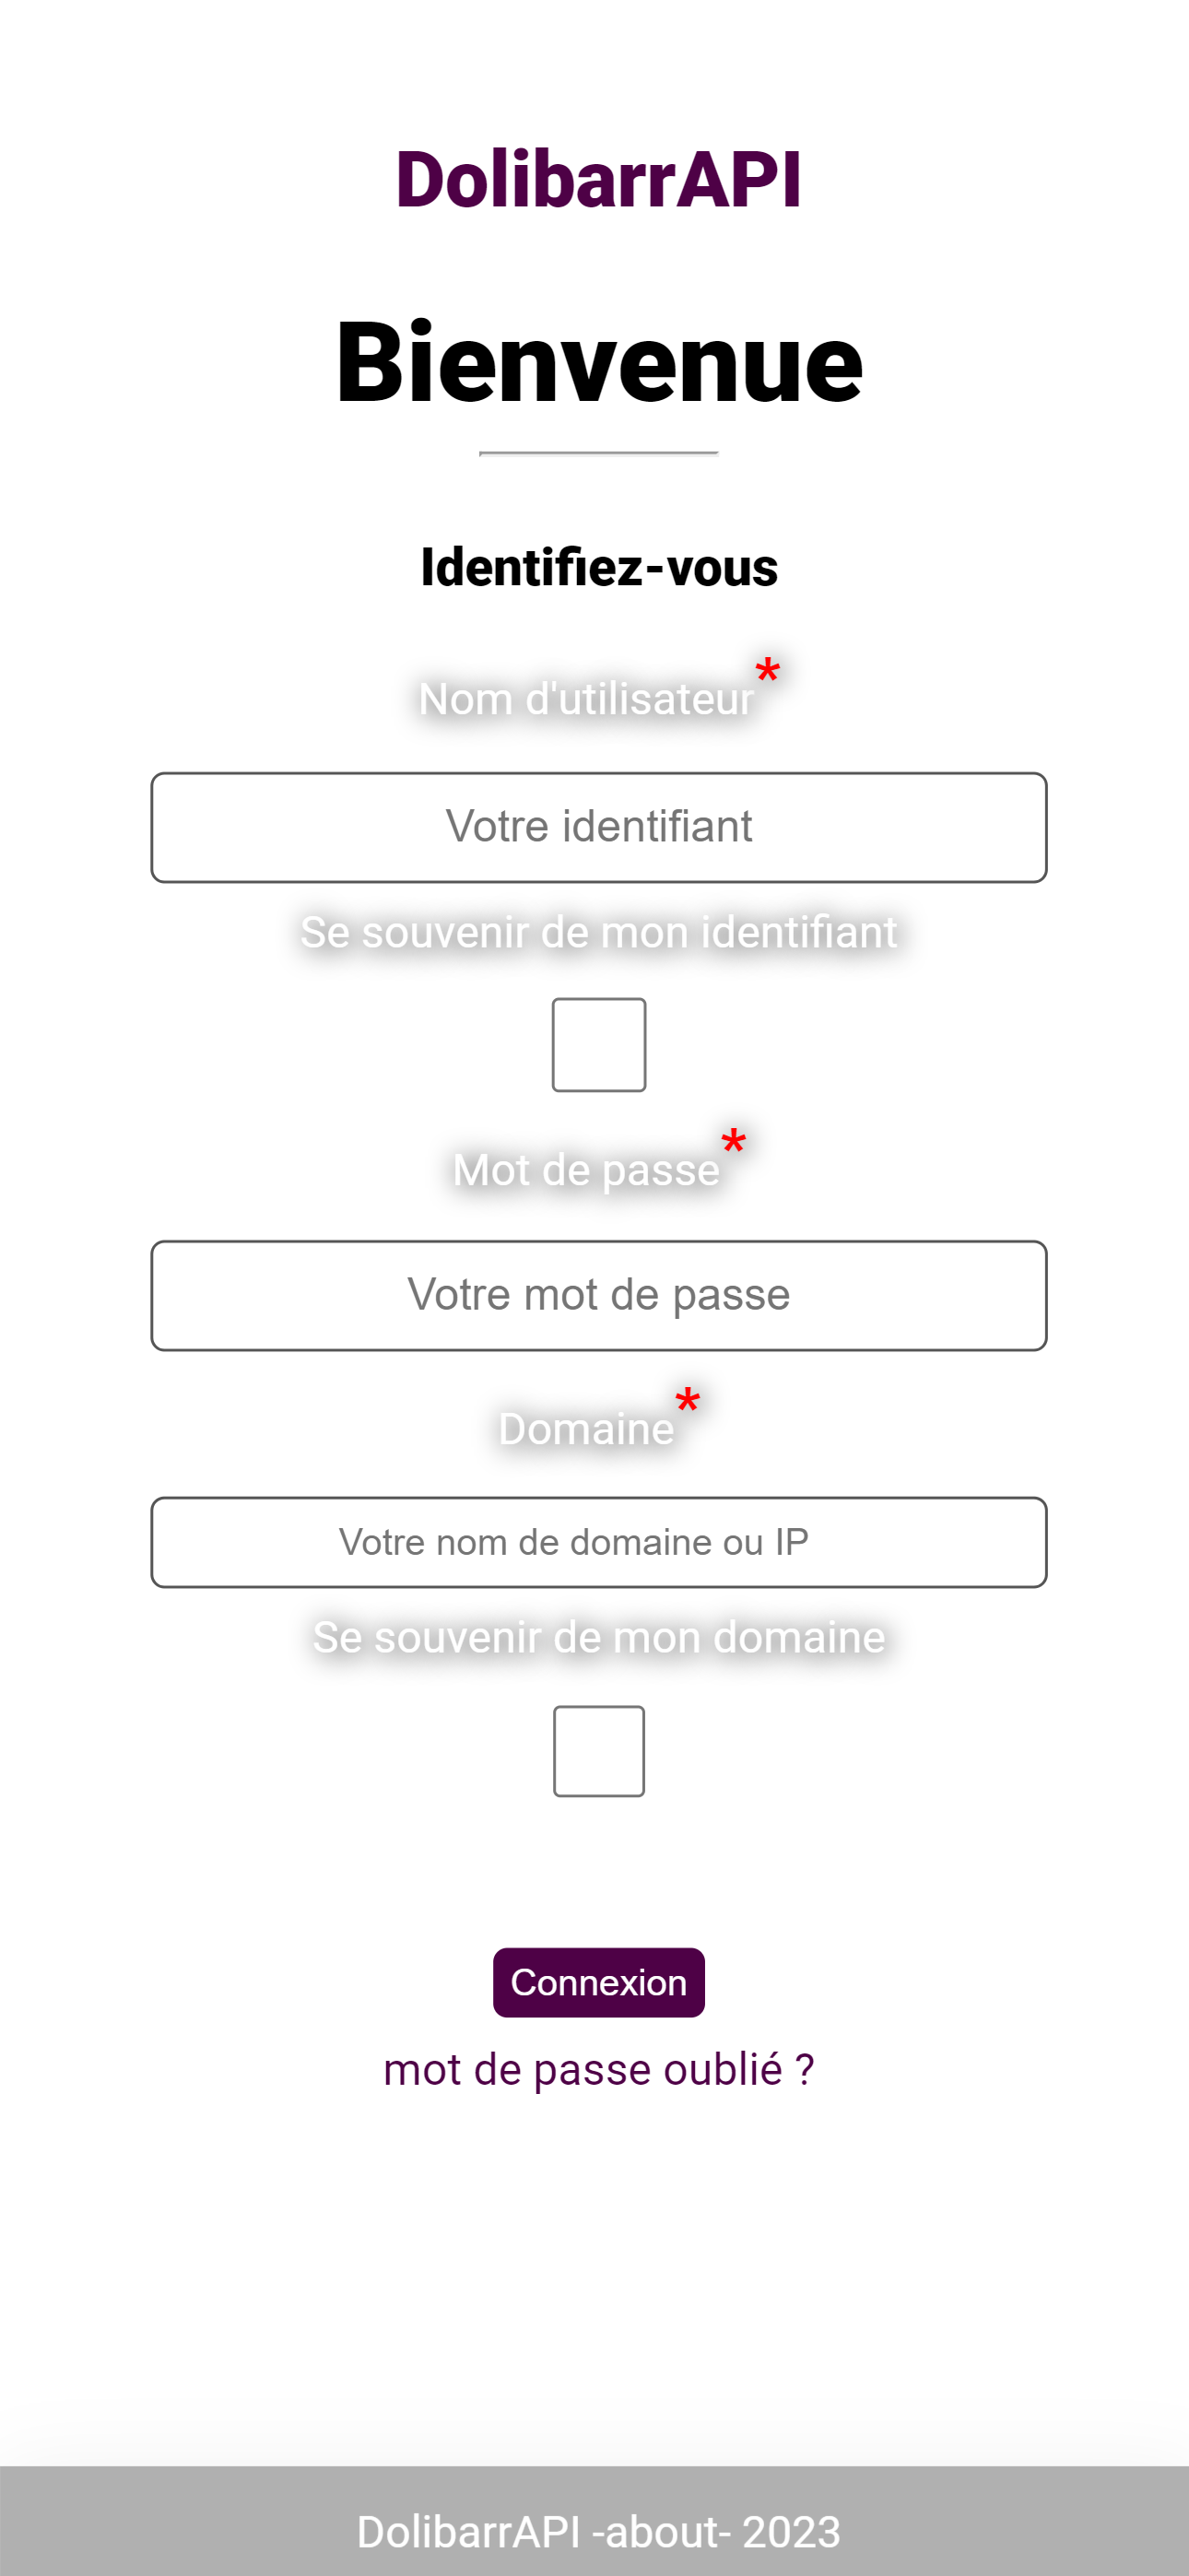 DolibarrAPI
Bienvenue
Identifiez-vous
Nom d'utilisateur*
Votre identifiant
Se souvenir de mon identifiant
Mot de passe*
Votre mot de passe
Domaine*
Votre nom de domaine ou IP
Se souvenir de mon domaine
Connexion
mot de passe oublié ?
DolibarrAPI -about- 2023